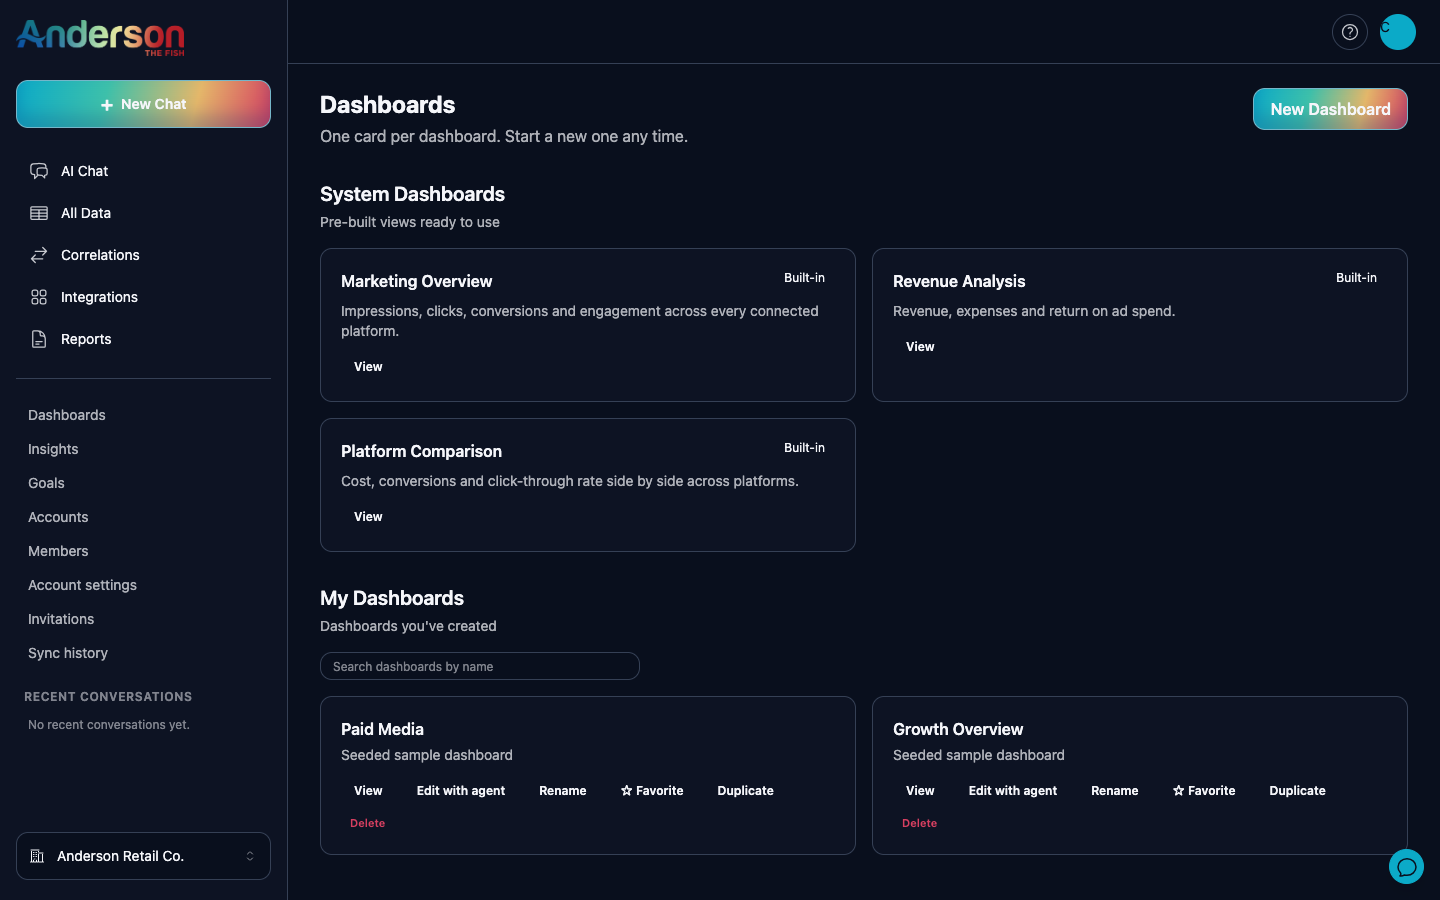 Anderson
THE FISH
+ New Chat
AI Chat
All Data
Correlations
Integrations
Reports
Dashboards
Insights
Goals
Accounts
Members
Account settings
Invitations
Sync history
RECENT CONVERSATIONS
No recent conversations yet.
Anderson Retail Co.
C
Dashboards
One card per dashboard. Start a new one any time.
New Dashboard
System Dashboards
Pre-built views ready to use
Marketing Overview
Built-in
Impressions, clicks, conversions and engagement across every connected
platform.
View
Revenue Analysis
Built-in
Revenue, expenses and return on ad spend.
View
Platform Comparison
Built-in
Cost, conversions and click-through rate side by side across platforms.
View
My Dashboards
Dashboards you've created
Search dashboards by name
Paid Media
Seeded sample dashboard
View Edit with agent Rename ☆ Favorite Duplicate
Delete
Growth Overview
Seeded sample dashboard
View Edit with agent Rename ☆ Favorite Duplicate
Delete